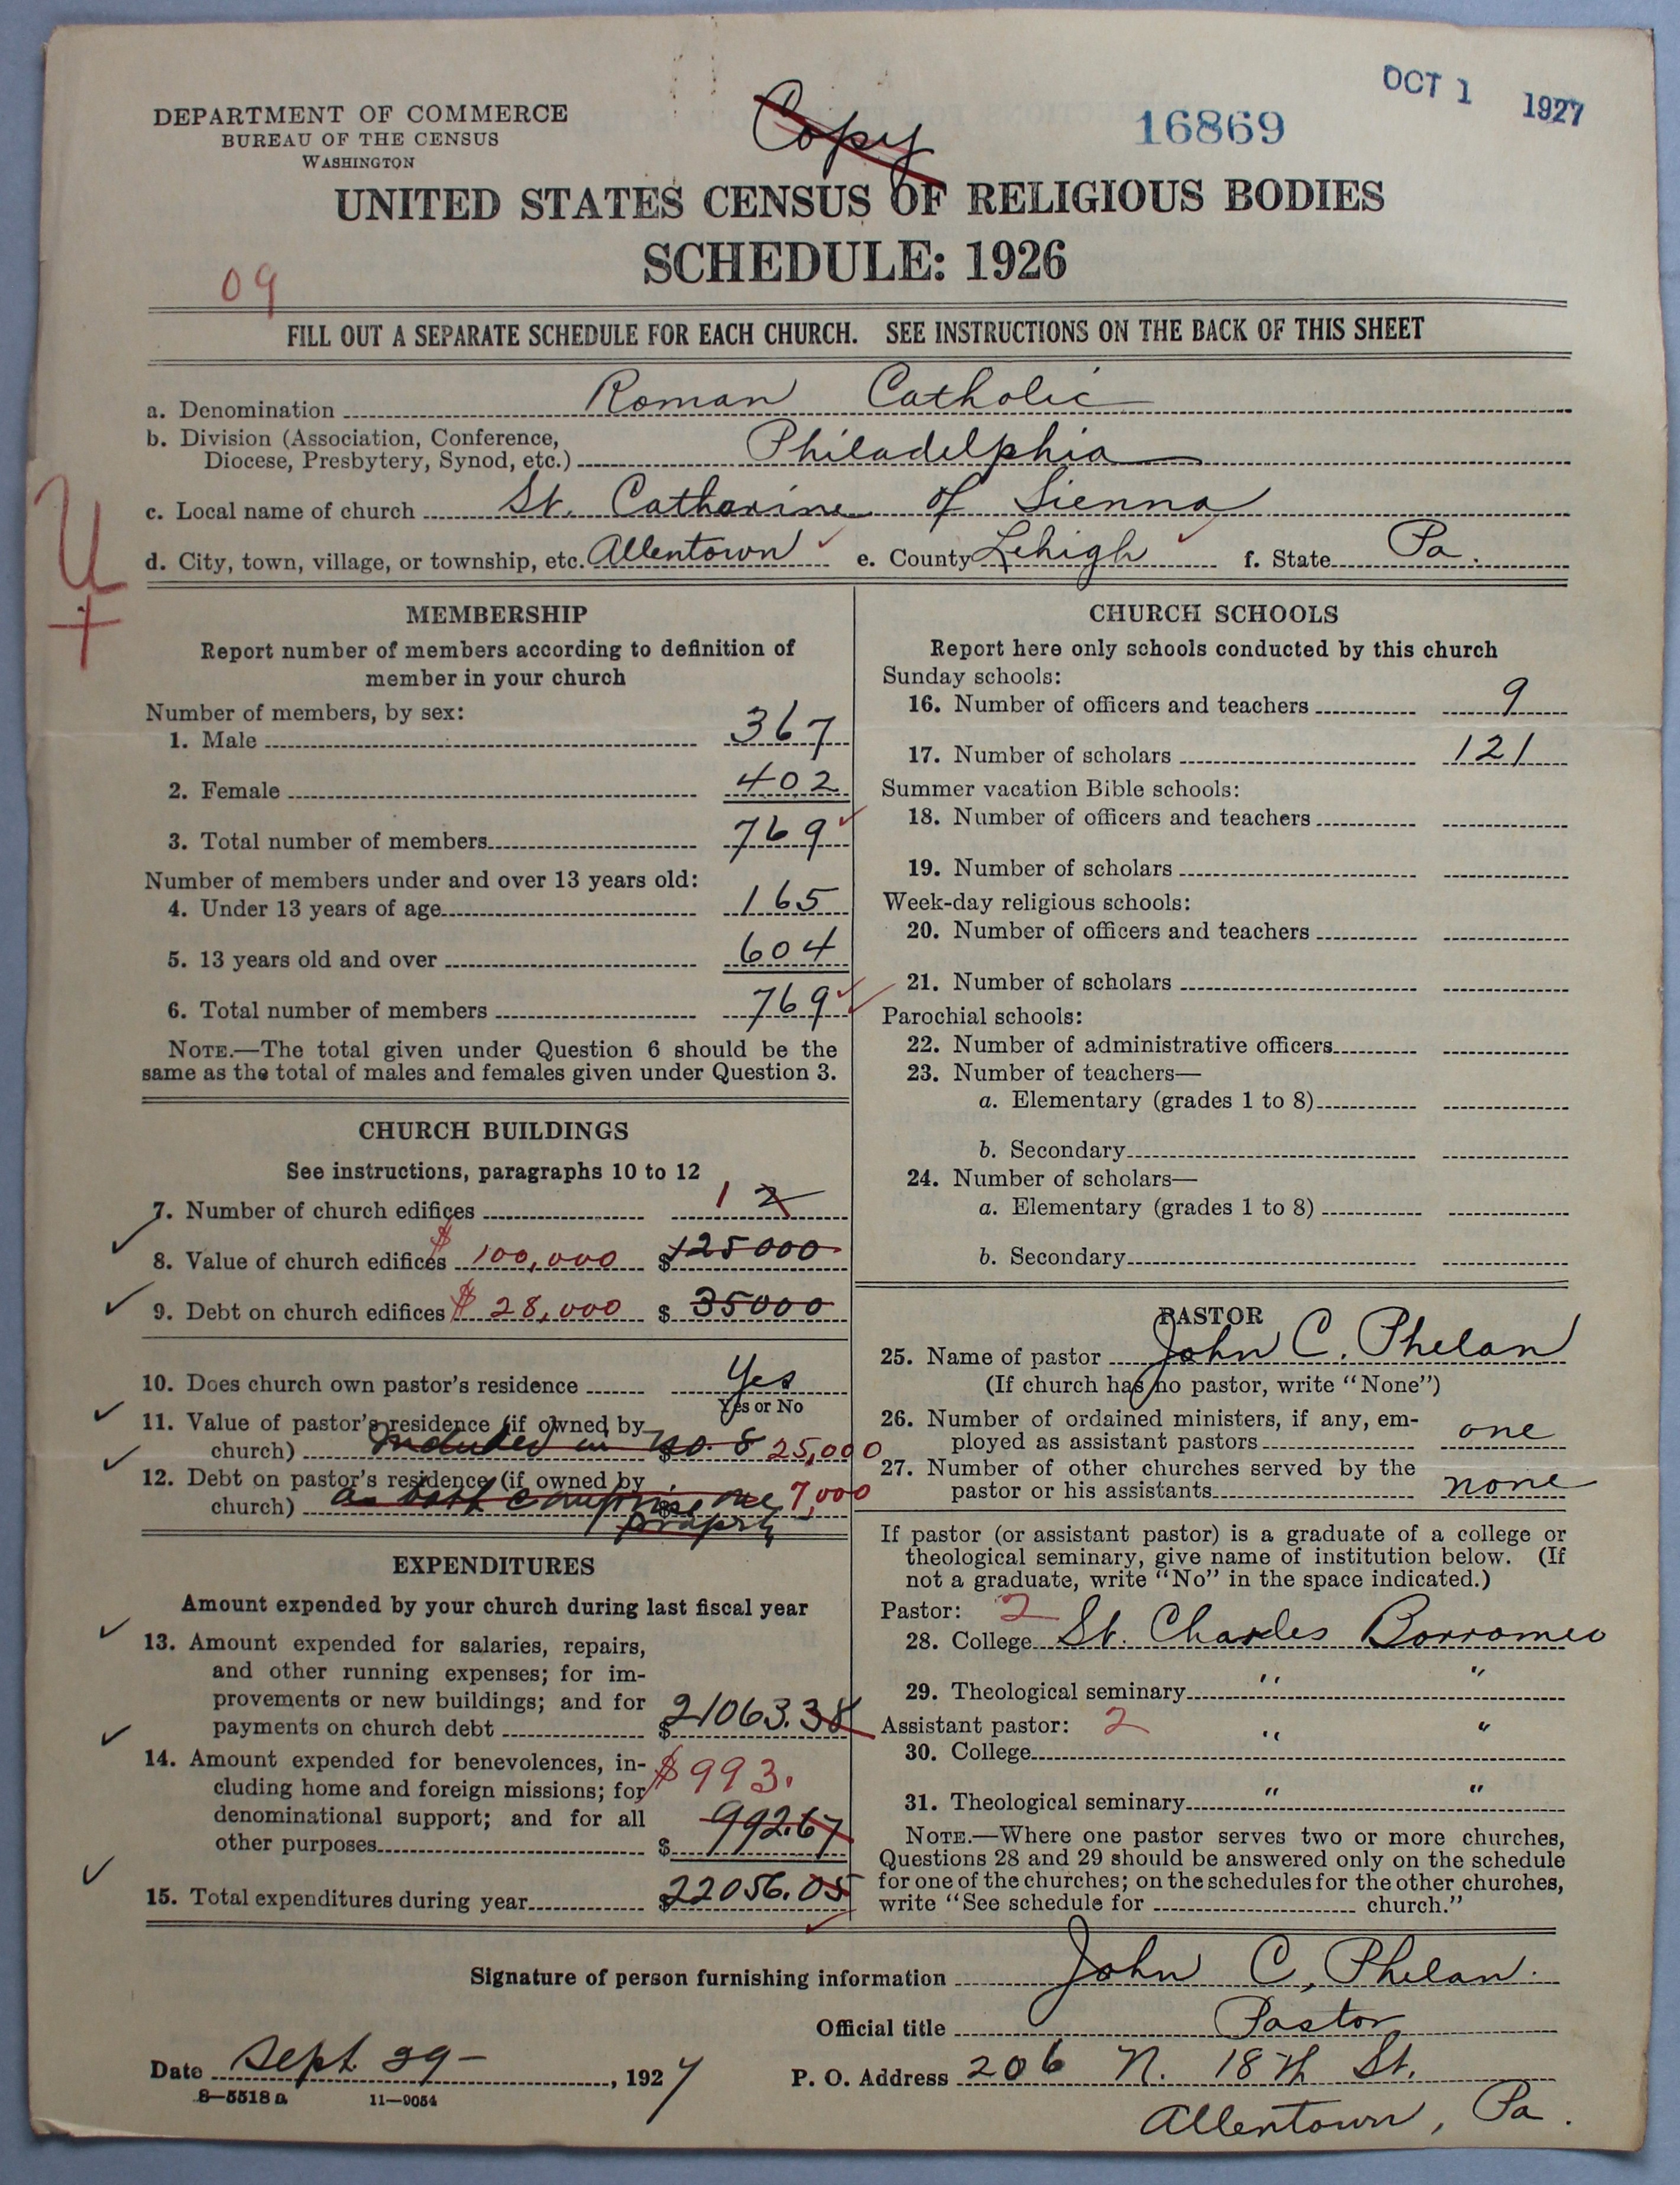 OCT 1 1927
DEPARTMENT OF COMMERCE
BUREAU OF THE CENSUS
WASHINGTON
Copy
16869
UNITED STATES CENSUS OF RELIGIOUS BODIES
SCHEDULE: 1926
09
FILL OUT A SEPARATE SCHEDULE FOR EACH CHURCH. SEE INSTRUCTIONS ON THE BACK OF THIS SHEET
a. Denomination Roman Catholic
b. Division (Association, Conference,
Diocese, Presbytery, Synod, etc.) Philadelphia
c. Local name of church St. Catharine of Sienna
d. City, town, village, or township, etc. Allentown e. County Lehigh f. State Pa.
U
MEMBERSHIP
Report number of members according to definition of
member in your church
Number of members, by sex:
1. Male 367
2. Female 402
3. Total number of members 769
Number of members under and over 13 years old:
4. Under 13 years of age 165
5. 13 years old and over 604
6. Total number of members 769
NOTE.—The total given under Question 6 should be the
same as the total of males and females given under Question 3.
CHURCH BUILDINGS
See instructions, paragraphs 10 to 12
7. Number of church edifices 1 2
8. Value of church edifices $ 100,000 $ 125000
9. Debt on church edifices $ 28,000 $ 35000
10. Does church own pastor's residence Yes
Yes or No
11. Value of pastor's residence (if owned by
church) Included in no. 8 $ 25,000
12. Debt on pastor's residence (if owned by
church) as both comprise one $ 7,000
property
EXPENDITURES
Amount expended by your church during last fiscal year
13. Amount expended for salaries, repairs,
and other running expenses; for im-
provements or new buildings; and for
payments on church debt $ 21063.38
14. Amount expended for benevolences, in-
cluding home and foreign missions; for $ 993.
denominational support; and for all
other purposes $ 992.67
15. Total expenditures during year $ 22056.05
CHURCH SCHOOLS
Report here only schools conducted by this church
Sunday schools:
16. Number of officers and teachers 9
17. Number of scholars 121
Summer vacation Bible schools:
18. Number of officers and teachers
19. Number of scholars
Week-day religious schools:
20. Number of officers and teachers
21. Number of scholars
Parochial schools:
22. Number of administrative officers
23. Number of teachers—
a. Elementary (grades 1 to 8)
b. Secondary
24. Number of scholars—
a. Elementary (grades 1 to 8)
b. Secondary
PASTOR
25. Name of pastor John C. Phelan
(If church has no pastor, write "None")
26. Number of ordained ministers, if any, em-
ployed as assistant pastors one
27. Number of other churches served by the
pastor or his assistants none
If pastor (or assistant pastor) is a graduate of a college or
theological seminary, give name of institution below. (If
not a graduate, write "No" in the space indicated.)
Pastor: 2
28. College St. Charles Borromeo
29. Theological seminary " "
Assistant pastor: 2
30. College " "
31. Theological seminary " "
NOTE.—Where one pastor serves two or more churches,
Questions 28 and 29 should be answered only on the schedule
for one of the churches; on the schedules for the other churches,
write "See schedule for church."
Signature of person furnishing information John C. Phelan.
Official title Pastor
Date Sept. 29-, 1927 P. O. Address 206 N. 18th St.
8-5518a 11-9054
Allentown, Pa.